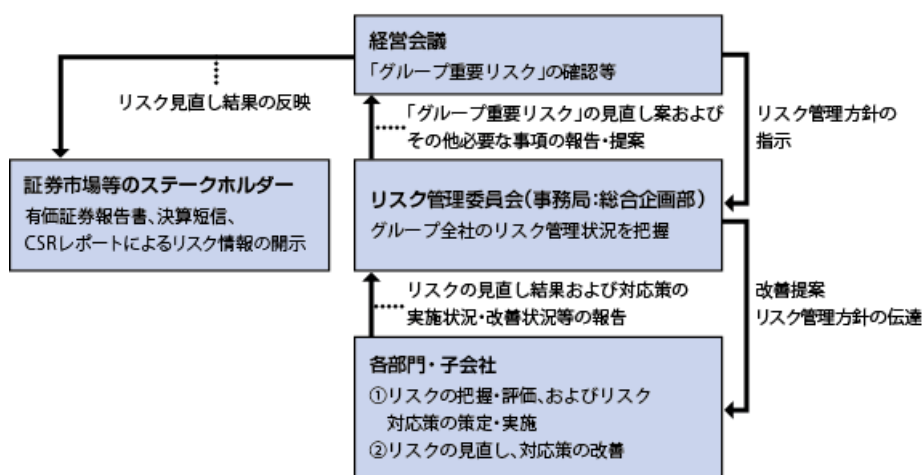 経営会議
「グループ重要リスク」の確認等
リスク見直し結果の反映
「グループ重要リスク」の見直し案および
その他必要な事項の報告・提案
リスク管理方針の
指示
証券市場等のステークホルダー
有価証券報告書、決算短信、
CSRレポートによるリスク情報の開示
リスク管理委員会(事務局:総合企画部)
グループ全社のリスク管理状況を把握
リスクの見直し結果および対応策の
実施状況・改善状況等の報告
改善提案
リスク管理方針の伝達
各部門・子会社
①リスクの把握・評価、およびリスク
対応策の策定・実施
②リスクの見直し、対応策の改善